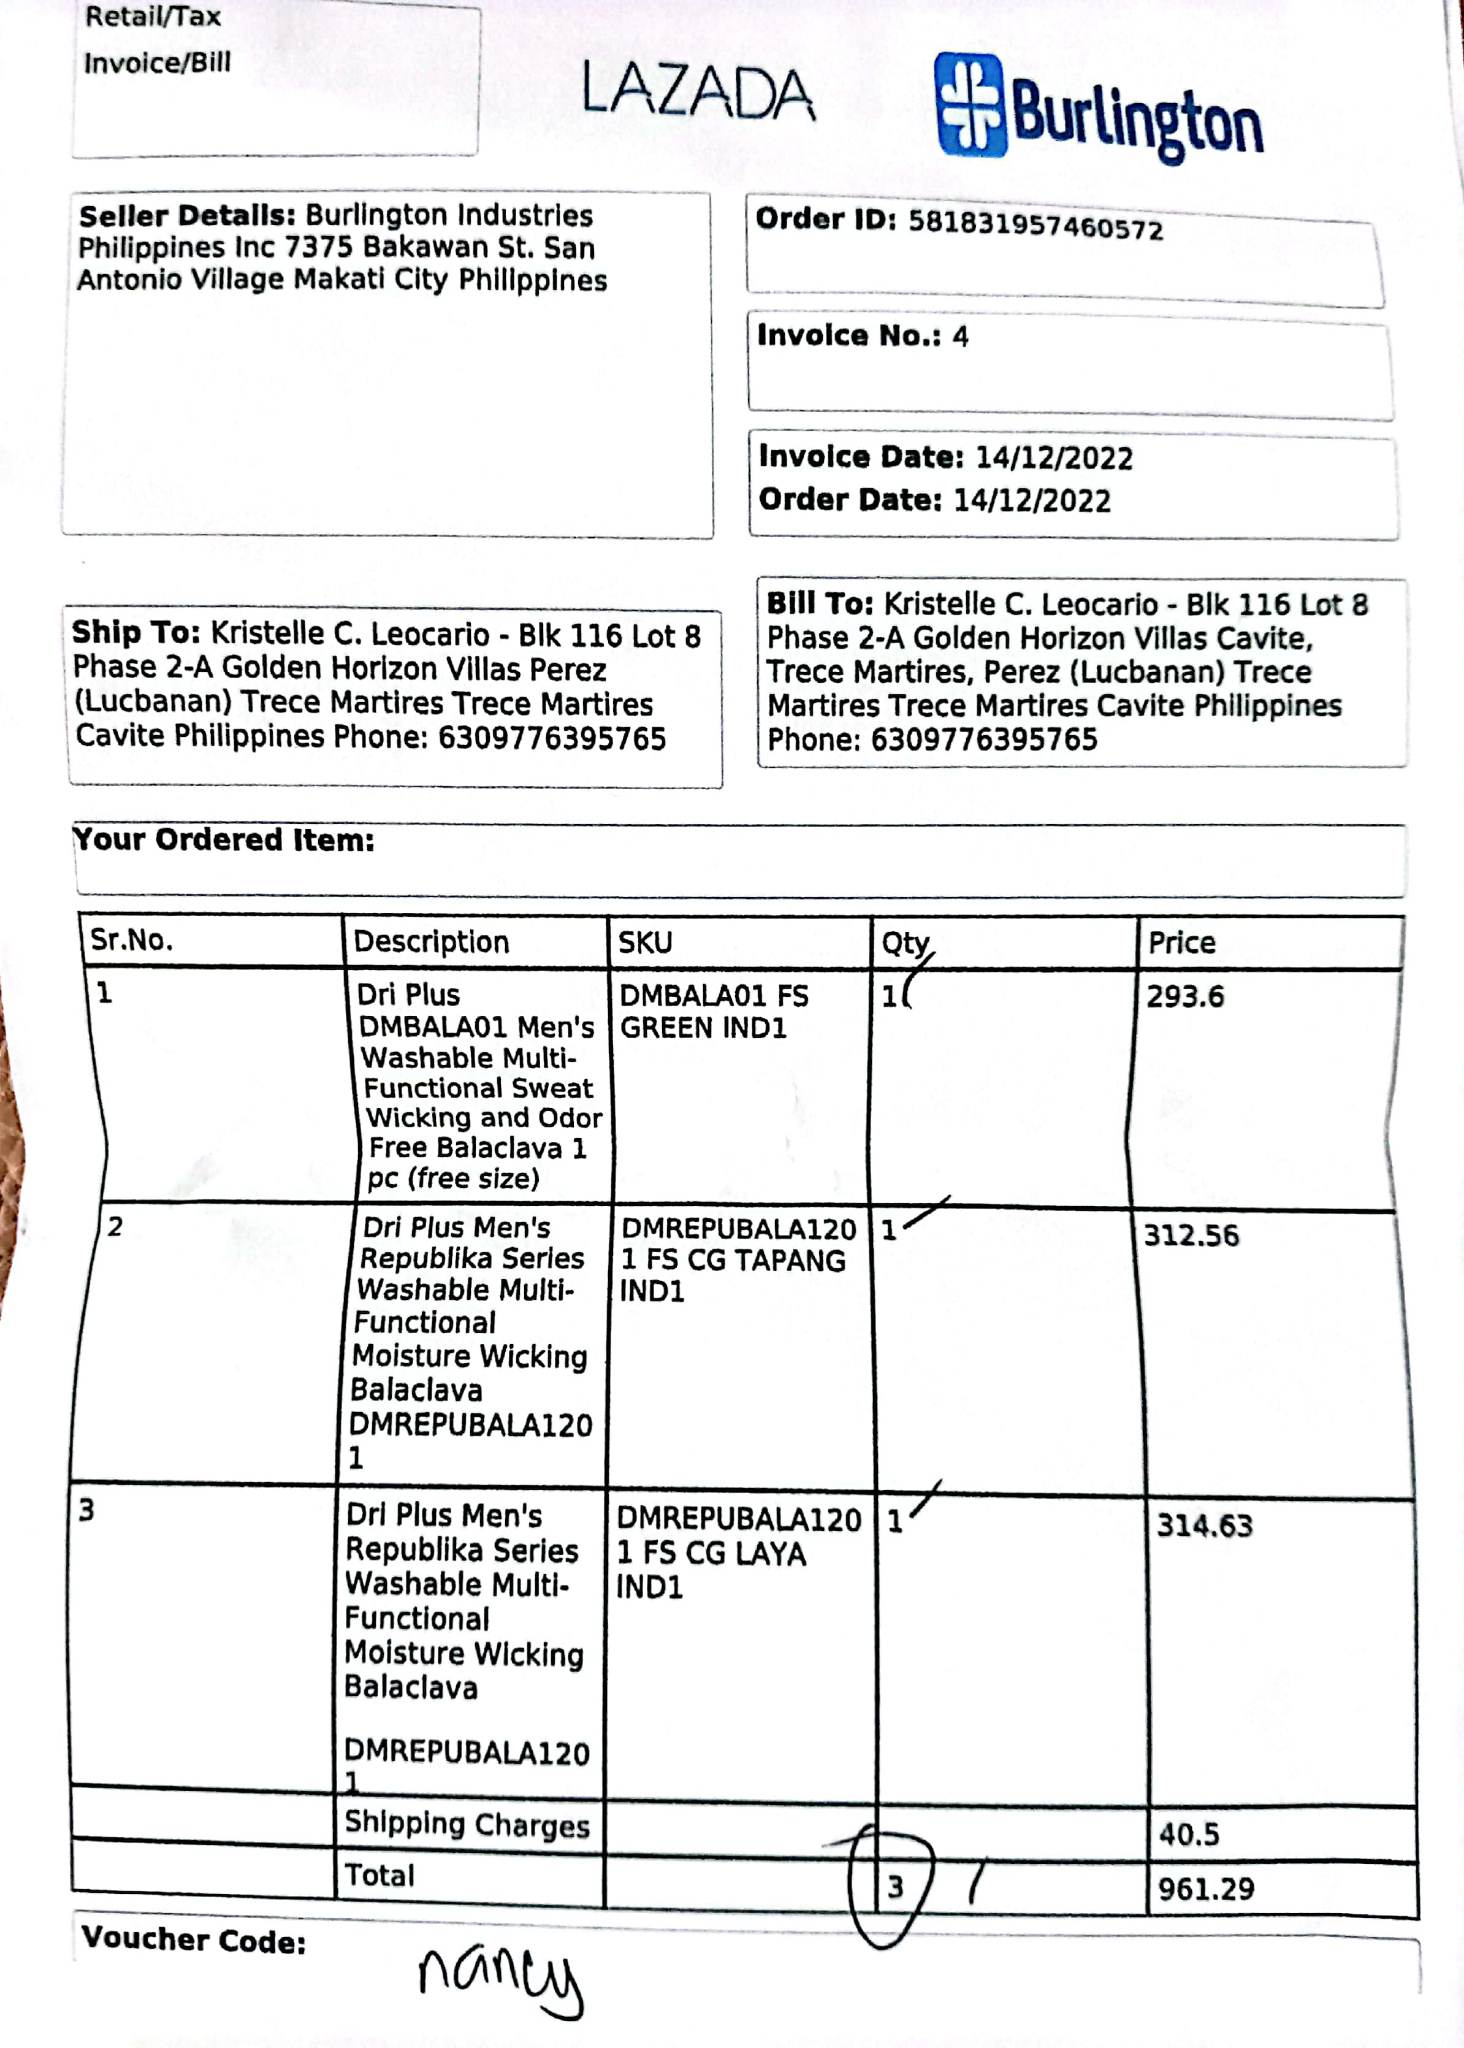 Retail/Tax
Invoice/Bill
LAZADA
Burlington
Seller Details: Burlington Industries
Philippines Inc 7375 Bakawan St. San
Antonio Village Makati City Philippines
Order ID: 581831957460572
Invoice No.: 4
Invoice Date: 14/12/2022
Order Date: 14/12/2022
Ship To: Kristelle C. Leocario - Blk 116 Lot 8
Phase 2-A Golden Horizon Villas Perez
(Lucbanan) Trece Martires Trece Martires
Cavite Philippines Phone: 6309776395765
Bill To: Kristelle C. Leocario - Blk 116 Lot 8
Phase 2-A Golden Horizon Villas Cavite,
Trece Martires, Perez (Lucbanan) Trece
Martires Trece Martires Cavite Philippines
Phone: 6309776395765
Your Ordered Item:
Sr.No. Description SKU Qty Price
1 Dri Plus DMBALA01 FS 1 293.6
DMBALA01 Men's GREEN IND1
Washable Multi-
Functional Sweat
Wicking and Odor
Free Balaclava 1
pc (free size)
2 Dri Plus Men's DMREPUBALA120 1 312.56
Republika Series 1 FS CG TAPANG
Washable Multi- IND1
Functional
Moisture Wicking
Balaclava
DMREPUBALA120
1
3 Dri Plus Men's DMREPUBALA120 1 314.63
Republika Series 1 FS CG LAYA
Washable Multi- IND1
Functional
Moisture Wicking
Balaclava
DMREPUBALA120
1
Shipping Charges 40.5
Total 3 961.29
Voucher Code:
nancy